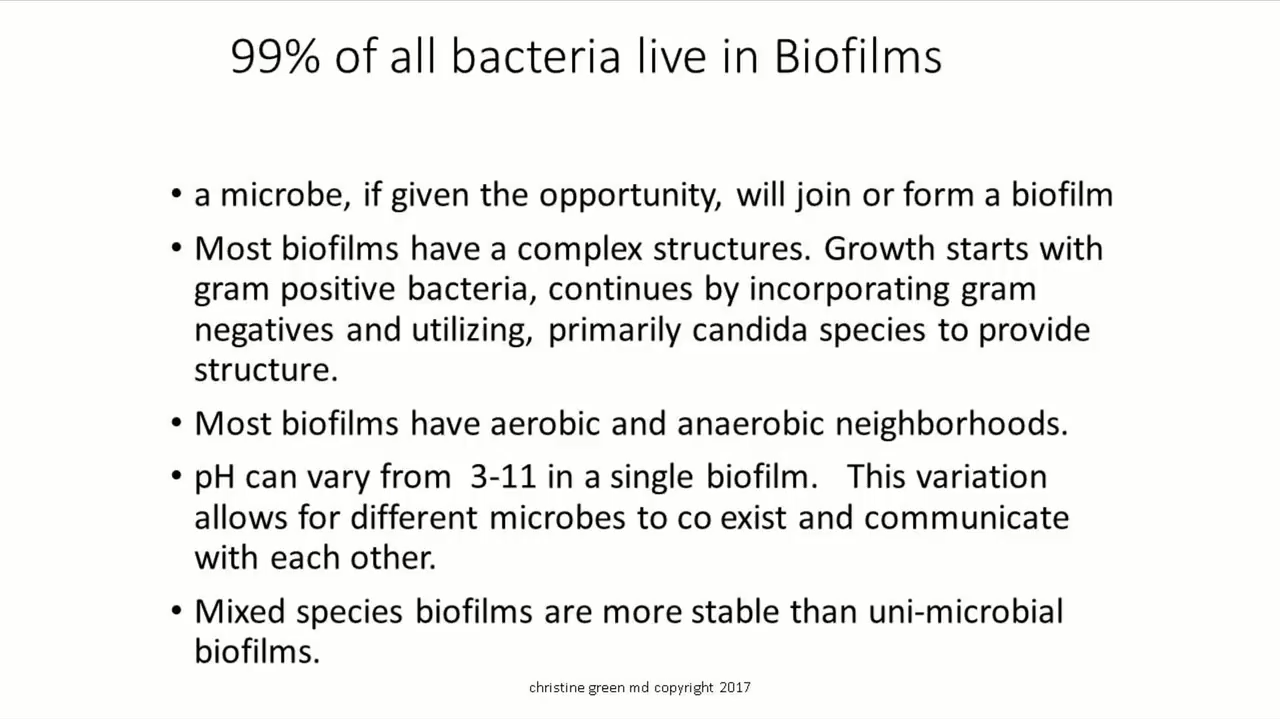 99% of all bacteria live in Biofilms
• a microbe, if given the opportunity, will join or form a biofilm
• Most biofilms have a complex structures. Growth starts with
gram positive bacteria, continues by incorporating gram
negatives and utilizing, primarily candida species to provide
structure.
• Most biofilms have aerobic and anaerobic neighborhoods.
• pH can vary from 3-11 in a single biofilm. This variation
allows for different microbes to co exist and communicate
with each other.
• Mixed species biofilms are more stable than uni-microbial
biofilms.
christine green md copyright 2017